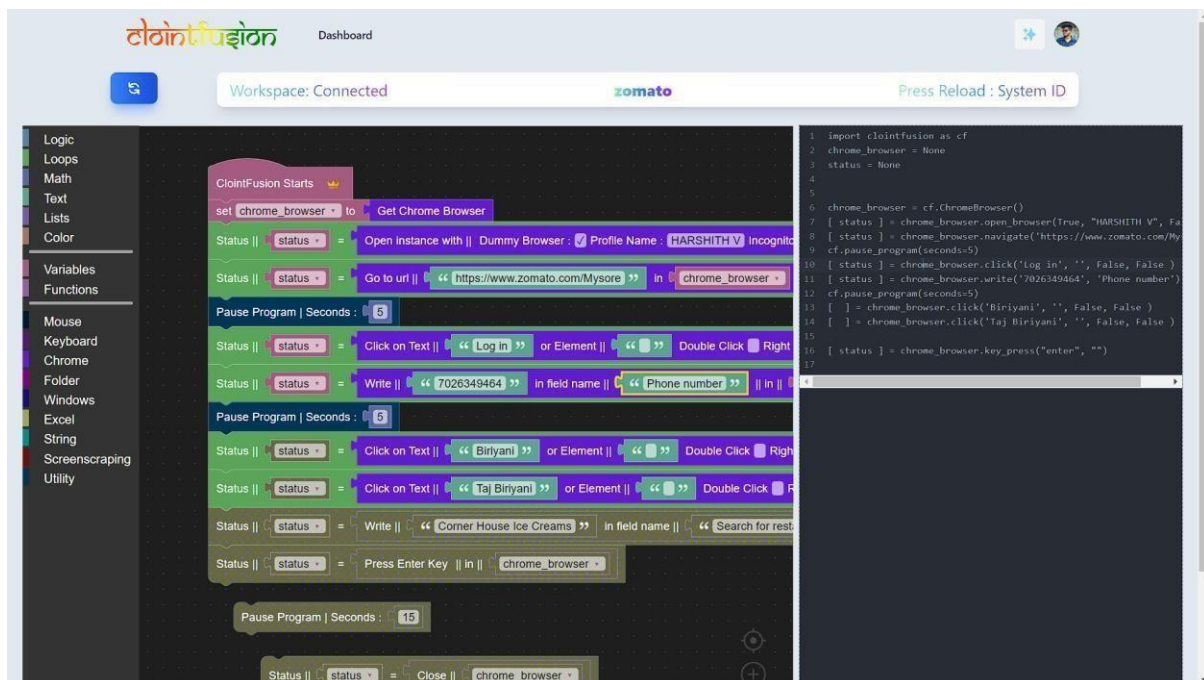 clointfusion
Dashboard
Workspace: Connected
zomato
Press Reload : System ID
Logic
Loops
Math
Text
Lists
Color
Variables
Functions
Mouse
Keyboard
Chrome
Folder
Windows
Excel
String
Screenscraping
Utility
ClointFusion Starts
set chrome_browser to Get Chrome Browser
Status || status = Open instance with || Dummy Browser : Profile Name : HARSHITH V Incognito
Status || status = Go to url || “ https://www.zomato.com/Mysore ” in chrome_browser
Pause Program | Seconds : 5
Status || status = Click on Text || “ Log in ” or Element || “ ” Double Click Right
Status || status = Write || “ 7026349464 ” in field name || “ Phone number ” || in ||
Pause Program | Seconds : 5
Status || status = Click on Text || “ Biriyani ” or Element || “ ” Double Click Righ
Status || status = Click on Text || “ Taj Biriyani ” or Element || “ ” Double Click R
Status || status = Write || “ Corner House Ice Creams ” in field name || “ Search for rest
Status || status = Press Enter Key || in || chrome_browser
Pause Program | Seconds : 15
Status || status = Close || chrome_browser
1 import clointfusion as cf
2 chrome_browser = None
3 status = None
4
5
6 chrome_browser = cf.ChromeBrowser()
7 [ status ] = chrome_browser.open_browser(True, "HARSHITH V", Fa
8 [ status ] = chrome_browser.navigate('https://www.zomato.com/My
9 cf.pause_program(seconds=5)
10 [ status ] = chrome_browser.click('Log in', '', False, False )
11 [ status ] = chrome_browser.write('7026349464', 'Phone number')
12 cf.pause_program(seconds=5)
13 [ ] = chrome_browser.click('Biriyani', '', False, False )
14 [ ] = chrome_browser.click('Taj Biriyani', '', False, False )
15
16 [ status ] = chrome_browser.key_press("enter", "")
17